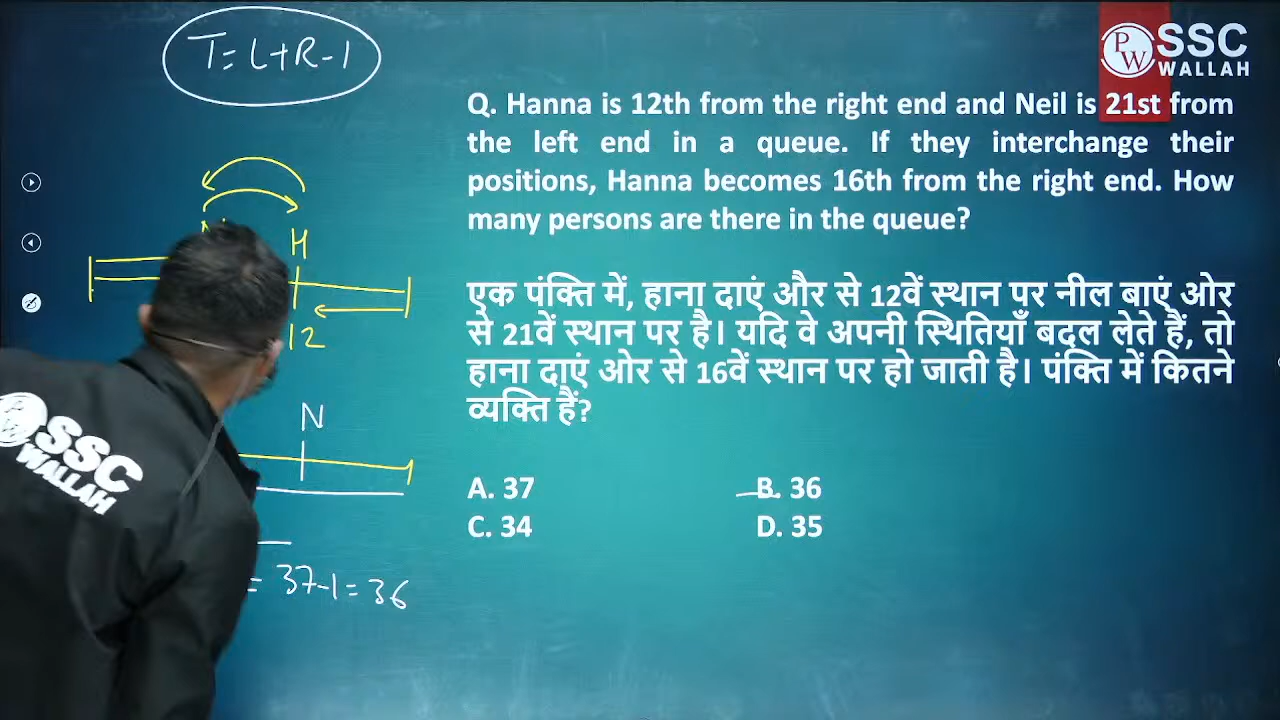 T=L+R-1
PW SSC
WALLAH
Q. Hanna is 12th from the right end and Neil is 21st from
the left end in a queue. If they interchange their
positions, Hanna becomes 16th from the right end. How
many persons are there in the queue?
एक पंक्ति में, हाना दाएं और से 12वें स्थान पर नील बाएं ओर
से 21वें स्थान पर है। यदि वे अपनी स्थितियाँ बदल लेते हैं, तो
हाना दाएं ओर से 16वें स्थान पर हो जाती है। पंक्ति में कितने
व्यक्ति हैं?
A. 37
B. 36
C. 34
D. 35
H
12
N
= 37-1=36
PW SSC
WALLAH